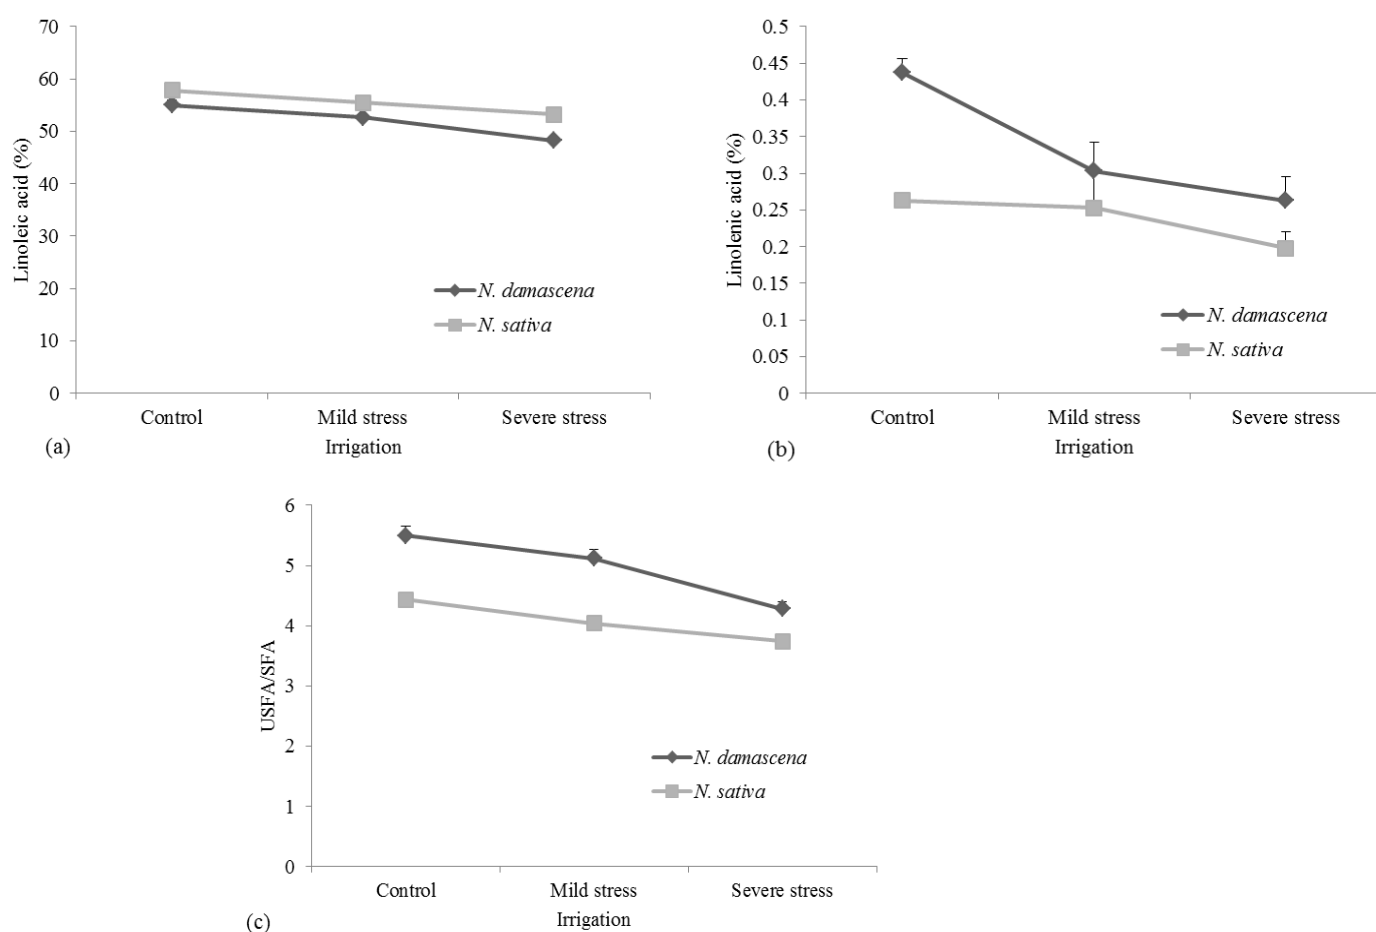 70
60
50
40
30
20
10
0
Linoleic acid (%)
N. damascena
N. sativa
Control Mild stress Severe stress
Irrigation
(a)
0.5
0.45
0.4
0.35
0.3
0.25
0.2
0.15
0.1
0.05
0
Linolenic acid (%)
N. damascena
N. sativa
Control Mild stress Severe stress
Irrigation
(b)
6
5
4
3
2
1
0
USFA/SFA
N. damascena
N. sativa
Control Mild stress Severe stress
Irrigation
(c)